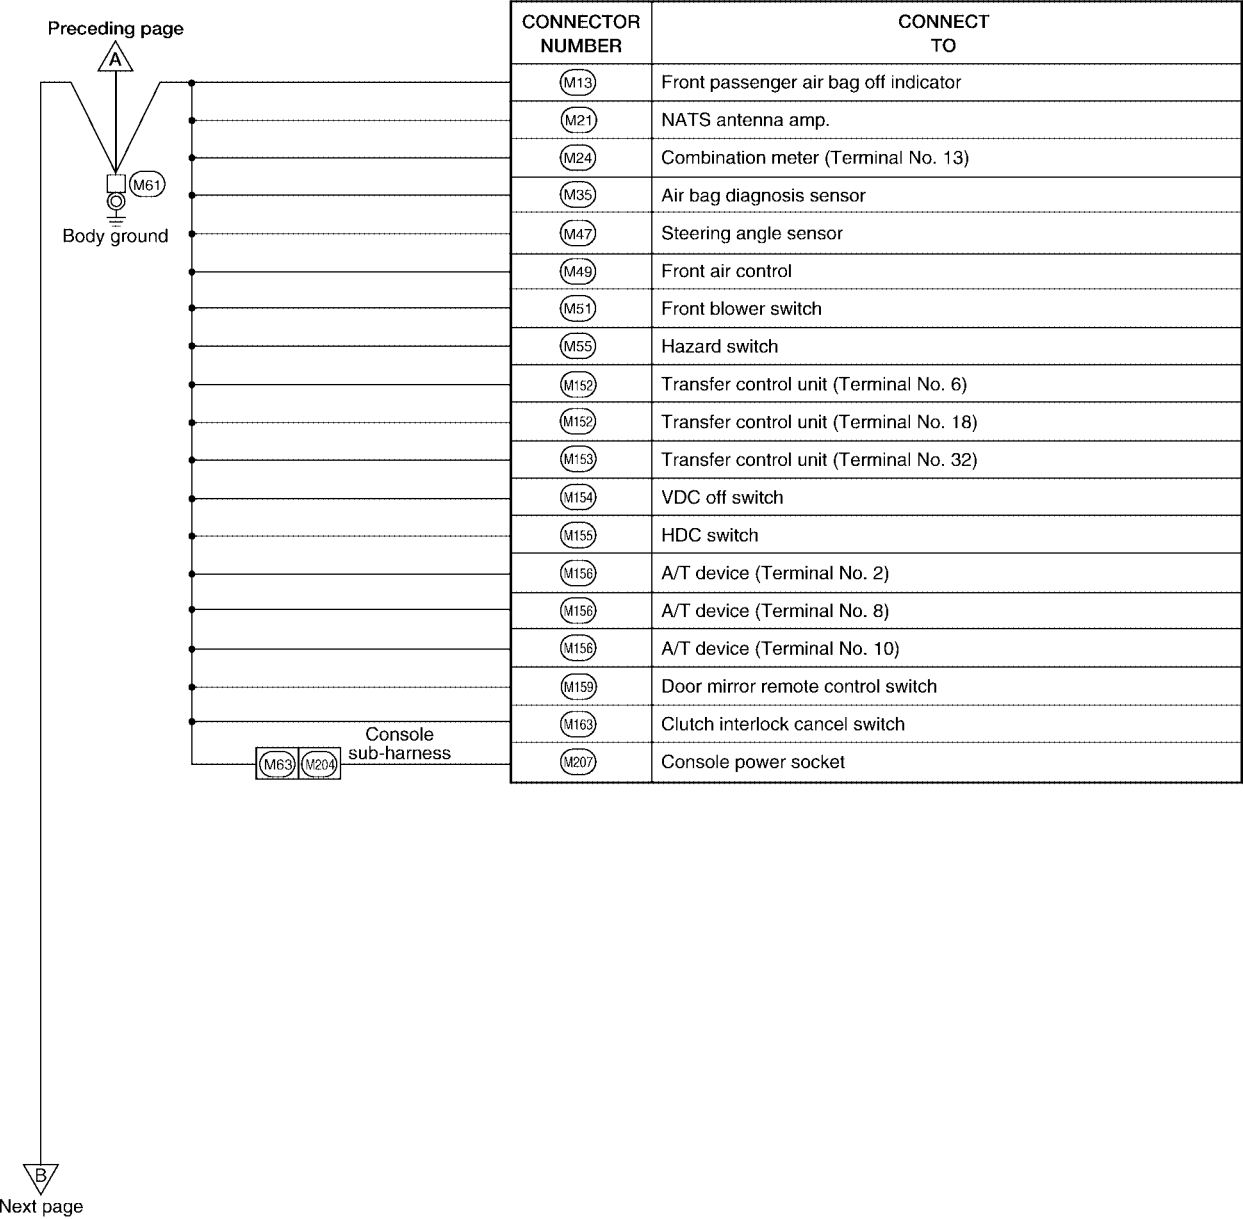 Preceding page
A
M61
Body ground
CONNECTOR NUMBER CONNECT TO
M13 Front passenger air bag off indicator
M21 NATS antenna amp.
M24 Combination meter (Terminal No. 13)
M35 Air bag diagnosis sensor
M47 Steering angle sensor
M49 Front air control
M51 Front blower switch
M55 Hazard switch
M152 Transfer control unit (Terminal No. 6)
M152 Transfer control unit (Terminal No. 18)
M153 Transfer control unit (Terminal No. 32)
M154 VDC off switch
M155 HDC switch
M156 A/T device (Terminal No. 2)
M156 A/T device (Terminal No. 8)
M156 A/T device (Terminal No. 10)
M159 Door mirror remote control switch
M163 Clutch interlock cancel switch
Console
sub-harness
M63 M204 M207 Console power socket
B
Next page